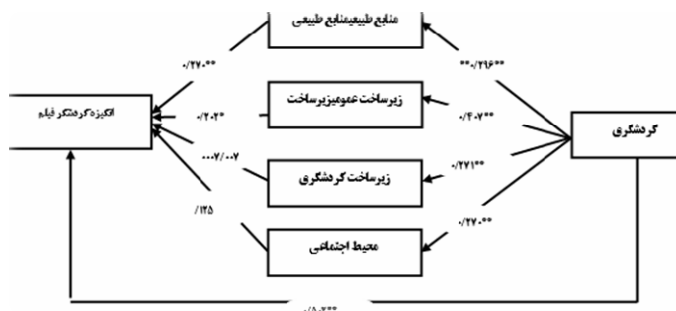 منابع طبیعیمنابع طبیعی
۰/۲۷۰**
**۰/۲۹۶**
انگیزه گردشگر فیلم
۰/۲۰۲*
زیرساخت عمومیزیرساخت
۰/۴۰۷**
گردشگری
۰۰۰۷/۰۰۷
زیرساخت گردشگری
۰/۲۷۱**
/۱۲۵
محیط اجتماعی
۰/۲۷۰**